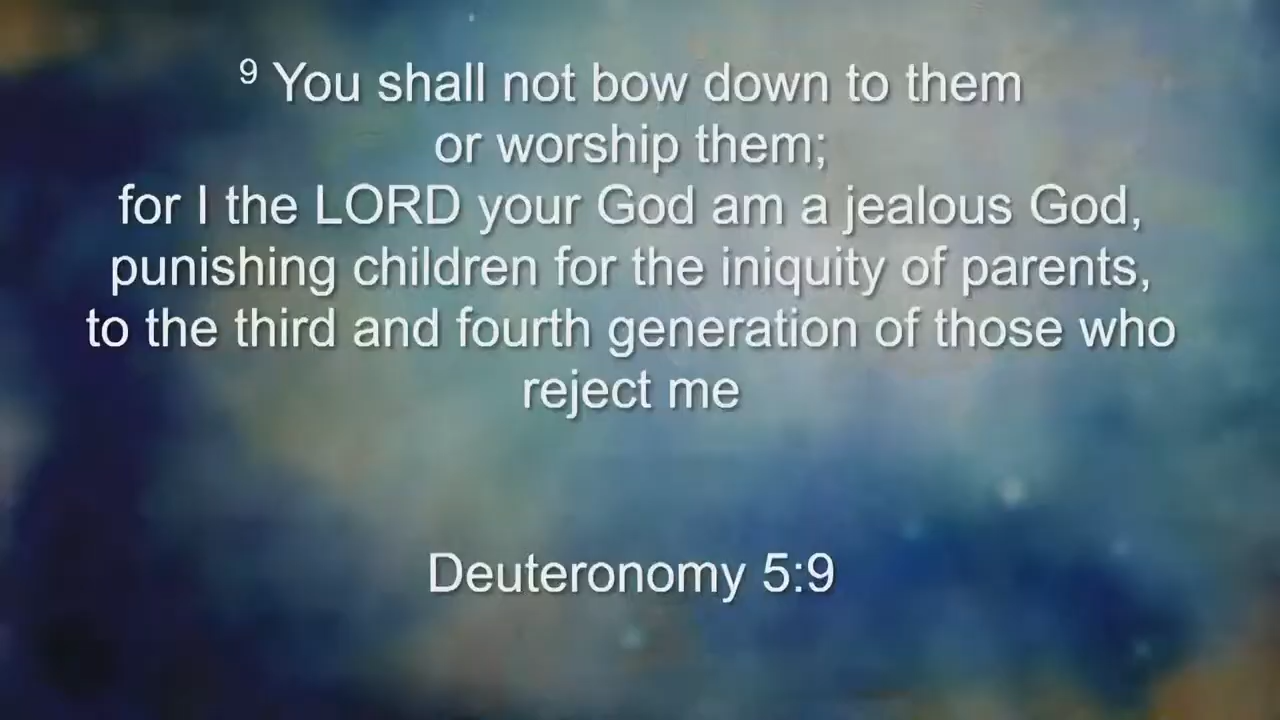 9 You shall not bow down to them
or worship them;
for I the LORD your God am a jealous God,
punishing children for the iniquity of parents,
to the third and fourth generation of those who
reject me
Deuteronomy 5:9